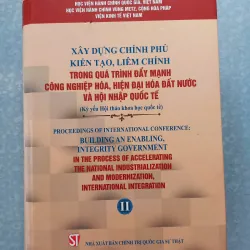 HỌC VIỆN HÀNH CHÍNH QUỐC GIA, VIỆT NAM
HỌC VIỆN HÀNH CHÍNH VÙNG METZ, CỘNG HÒA PHÁP
VIỆN KINH TẾ VIỆT NAM
XÂY DỰNG CHÍNH PHỦ
KIẾN TẠO, LIÊM CHÍNH
TRONG QUÁ TRÌNH ĐẨY MẠNH
CÔNG NGHIỆP HÓA, HIỆN ĐẠI HÓA ĐẤT NƯỚC
VÀ HỘI NHẬP QUỐC TẾ
(Kỷ yếu Hội thảo khoa học quốc tế)
PROCEEDINGS OF INTERNATIONAL CONFERENCE:
BUILDING AN ENABLING,
INTEGRITY GOVERNMENT
IN THE PROCESS OF ACCELERATING
THE NATIONAL INDUSTRIALIZATION
AND MODERNIZATION,
INTERNATIONAL INTEGRATION
II
NHÀ XUẤT BẢN CHÍNH TRỊ QUỐC GIA SỰ THẬT